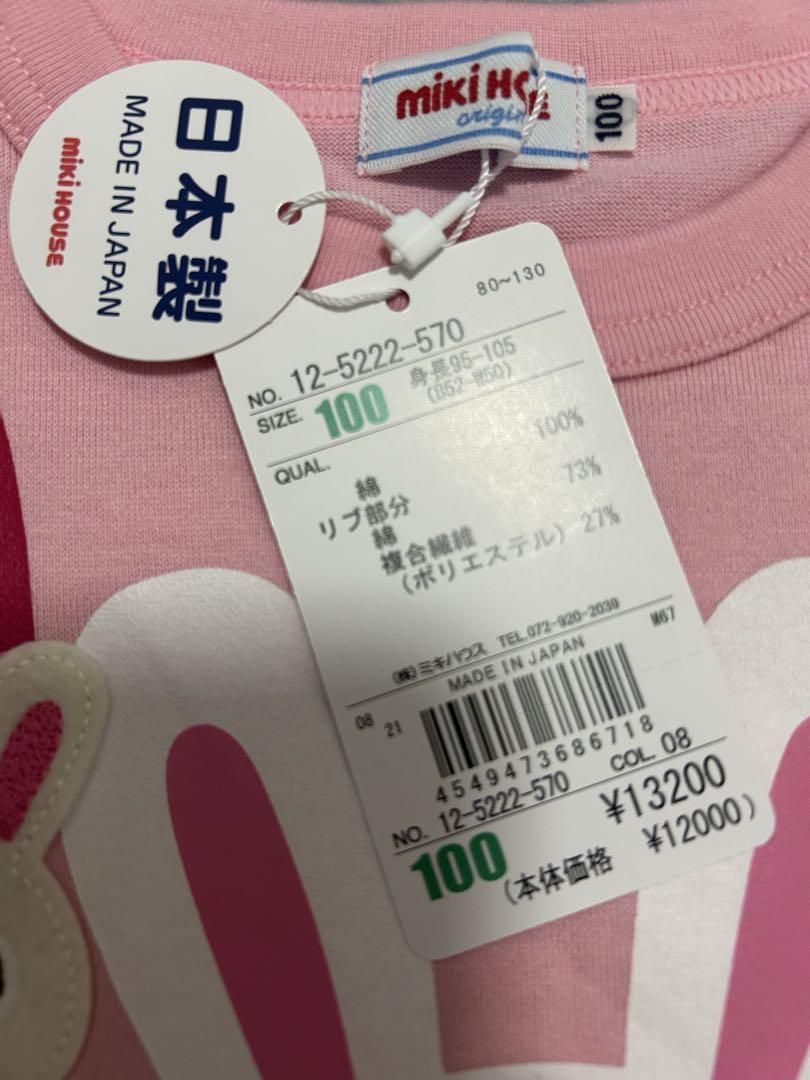 miki HO E
origin
100
日本製
MADE IN JAPAN
miki HOUSE
80~130
NO. 12-5222-570
SIZE. 100 身長95-105
(B52-W50)
QUAL.
綿 100%
リブ部分
綿 73%
複合繊維 27%
(ポリエステル)
M67
(株)ミキハウス TEL.072-920-2039
MADE IN JAPAN
08 21
4549473686718
NO. 12-5222-570 COL. 08
100 ¥13200
(本体価格 ¥12000)